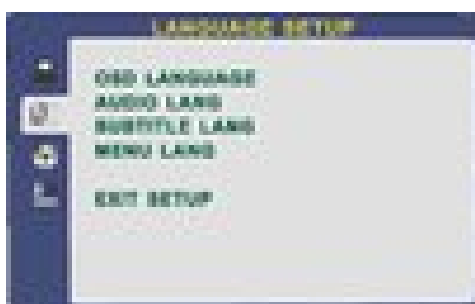 LANGUAGE SETUP
OSD LANGUAGE
AUDIO LANG
SUBTITLE LANG
MENU LANG
EXIT SETUP